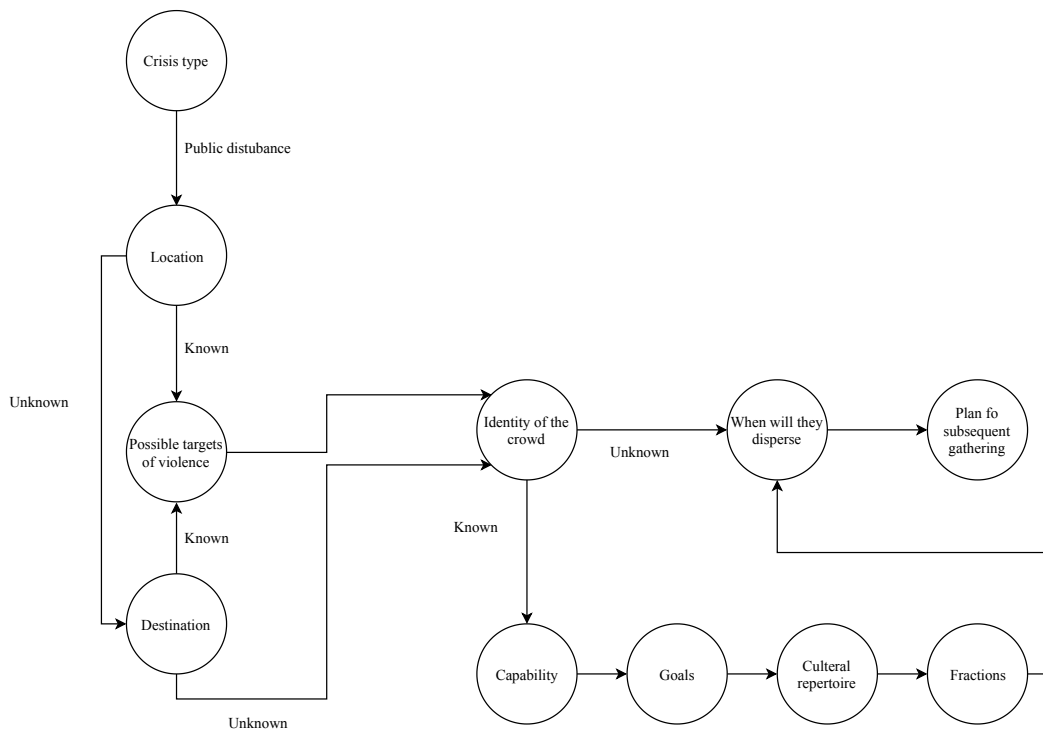 Crisis type
Public distubance
Location
Known
Unknown
Possible targets
of violence
Known
Destination
Unknown
Identity of the
crowd
Unknown
When will they
disperse
Plan fo
subsequent
gathering
Known
Capability
Goals
Culteral
repertoire
Fractions